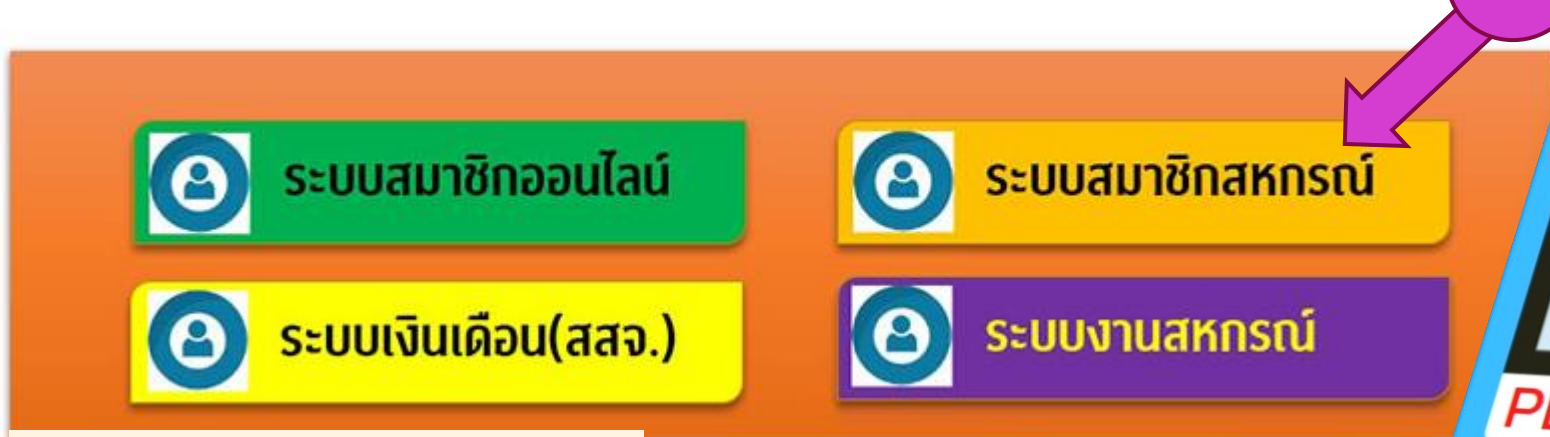 ระบบสมาชิกออนไลน์
ระบบสมาชิกสหกรณ์
ระบบเงินเดือน(สสจ.)
ระบบงานสหกรณ์